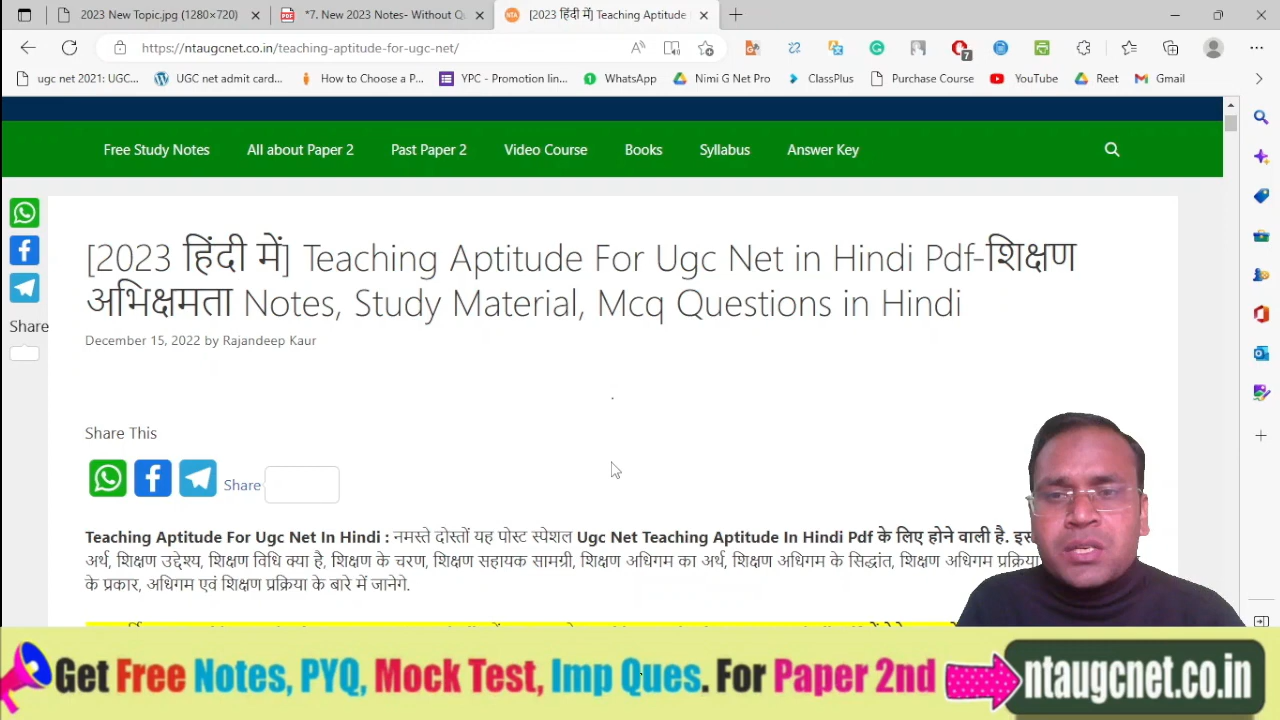 2023 New Topic.jpg (1280×720)
*7. New 2023 Notes- Without Q
[2023 हिंदी में] Teaching Aptitude
https://ntaugcnet.co.in/teaching-aptitude-for-ugc-net/
7
ugc net 2021: UGC...
UGC net admit card...
How to Choose a P...
YPC - Promotion lin...
WhatsApp
Nimi G Net Pro
ClassPlus
Purchase Course
YouTube
Reet
Gmail
Free Study Notes
All about Paper 2
Past Paper 2
Video Course
Books
Syllabus
Answer Key
[2023 हिंदी में] Teaching Aptitude For Ugc Net in Hindi Pdf-शिक्षण
अभिक्षमता Notes, Study Material, Mcq Questions in Hindi
December 15, 2022 by Rajandeep Kaur
Share
Share This
Share
Teaching Aptitude For Ugc Net In Hindi : नमस्ते दोस्तों यह पोस्ट स्पेशल Ugc Net Teaching Aptitude In Hindi Pdf के लिए होने वाली है. इस
अर्थ, शिक्षण उद्देश्य, शिक्षण विधि क्या है, शिक्षण के चरण, शिक्षण सहायक सामग्री, शिक्षण अधिगम का अर्थ, शिक्षण अधिगम के सिद्धांत, शिक्षण अधिगम प्रक्रिया
के प्रकार, अधिगम एवं शिक्षण प्रक्रिया के बारे में जानेगे.
Get Free Notes, PYQ, Mock Test, Imp Ques. For Paper 2nd
ntaugcnet.co.in